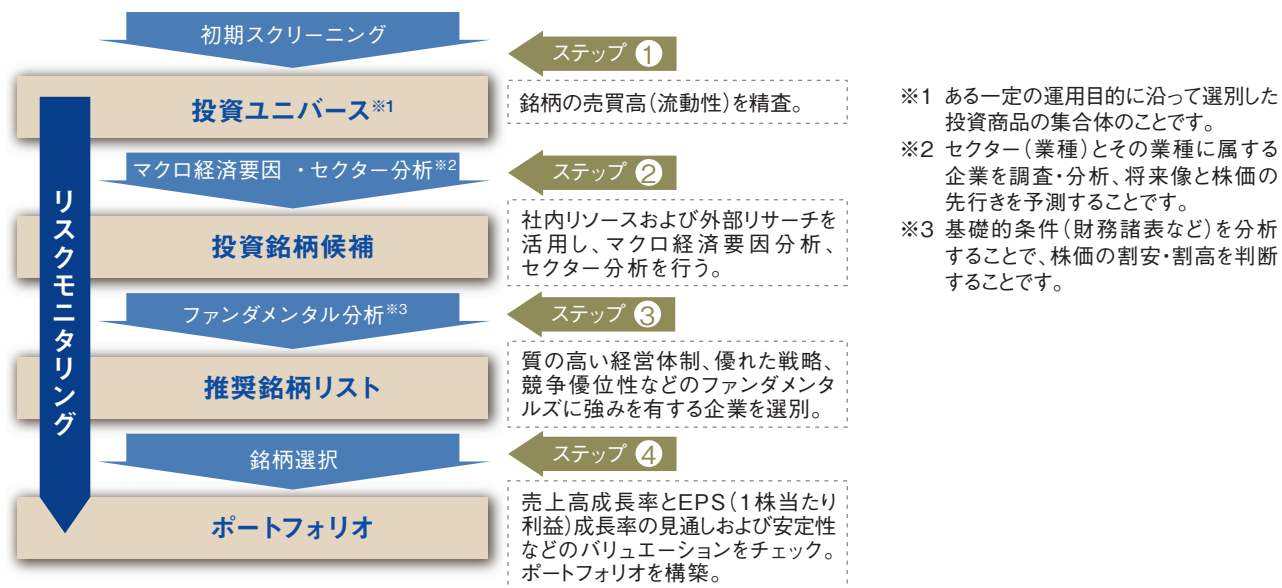 初期スクリーニング
ステップ 1
投資ユニバース※1
銘柄の売買高(流動性)を精査。
マクロ経済要因 ・セクター分析※2
ステップ 2
投資銘柄候補
社内リソースおよび外部リサーチを
活用し、マクロ経済要因分析、
セクター分析を行う。
ファンダメンタル分析※3
ステップ 3
推奨銘柄リスト
質の高い経営体制、優れた戦略、
競争優位性などのファンダメンタ
ルズに強みを有する企業を選別。
銘柄選択
ステップ 4
ポートフォリオ
売上高成長率とEPS(1株当たり
利益)成長率の見通しおよび安定性
などのバリュエーションをチェック。
ポートフォリオを構築。
リスクモニタリング
※1 ある一定の運用目的に沿って選別した
投資商品の集合体のことです。
※2 セクター(業種)とその業種に属する
企業を調査・分析、将来像と株価の
先行きを予測することです。
※3 基礎的条件(財務諸表など)を分析
することで、株価の割安・割高を判断
することです。